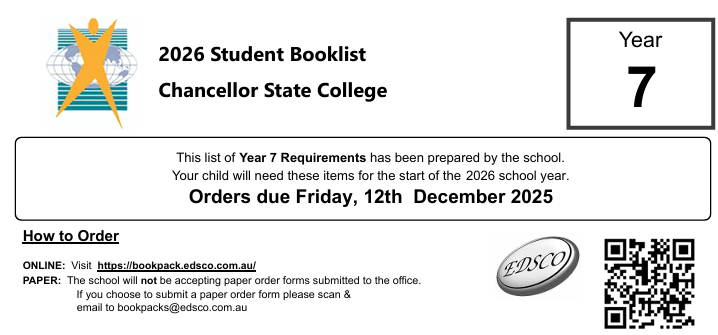 2026 Student Booklist
Chancellor State College
Year
7
This list of Year 7 Requirements has been prepared by the school.
Your child will need these items for the start of the 2026 school year.
Orders due Friday, 12th  December 2025
How to Order
ONLINE:  Visit  https://bookpack.edsco.com.au/
PAPER:  The school will not be accepting paper order forms submitted to the office.
If you choose to submit a paper order form please scan &
email to bookpacks@edsco.com.au
EDSCO